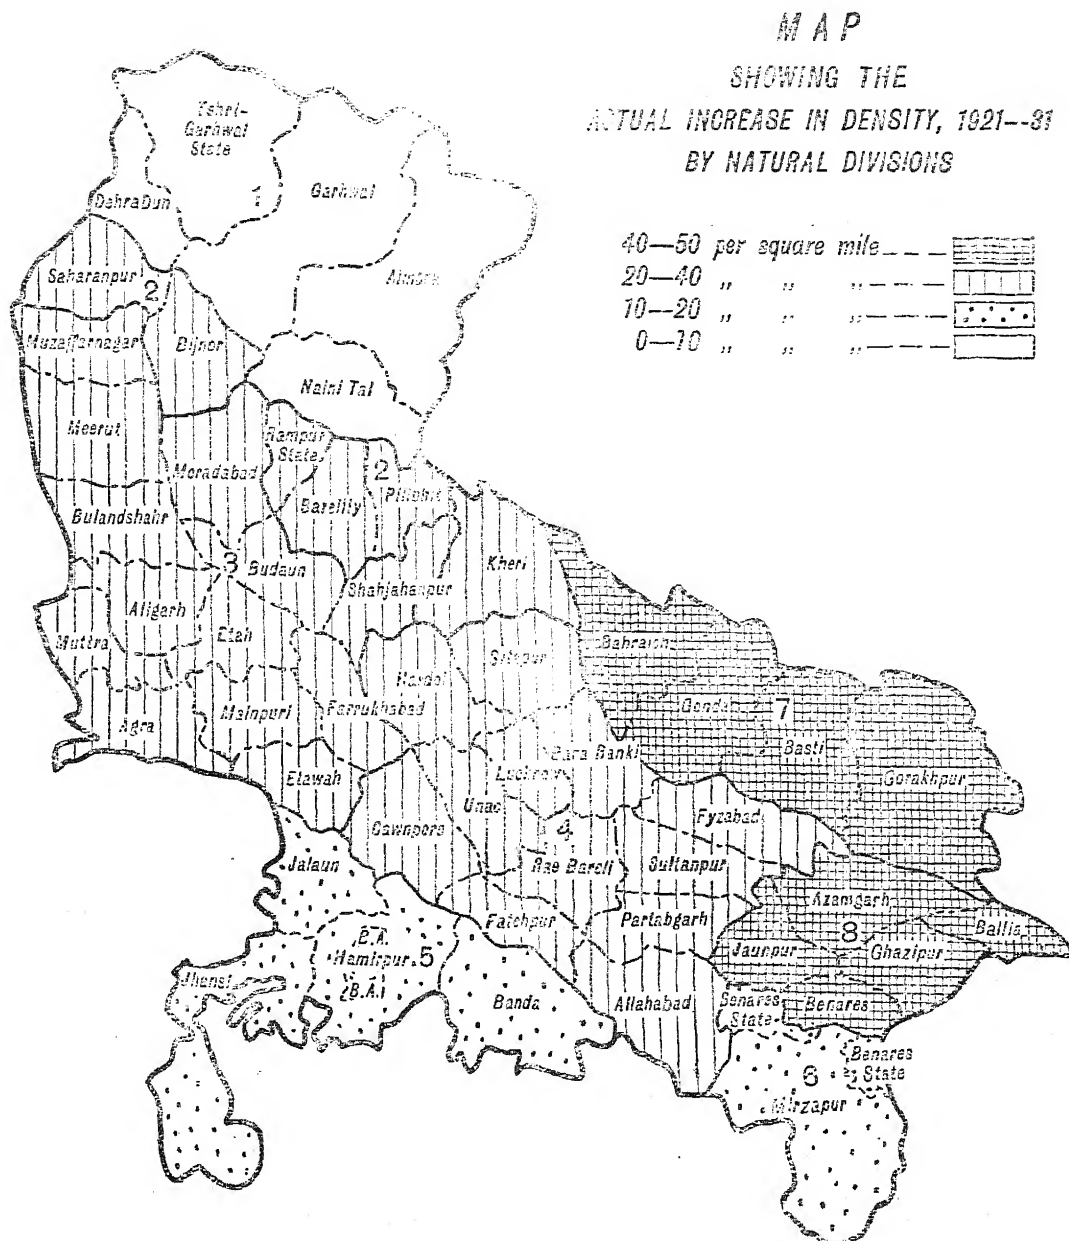 MAP
SHOWING THE
ACTUAL INCREASE IN DENSITY, 1921--31
BY NATURAL DIVISIONS
40—50 per square mile
20—40 „ „ „
10—20 „ „ „
0—10 „ „ „
Tehri-
Garhwal
State
1
Garhwal
DehraDun
Almora
Saharanpur
2
Muzaffarnagar
Bijnor
Naini Tal
Meerut
Rampur
State
Moradabad
2
Pilibhit
Bareilly
Bulandshahr
3
Budaun
Shahjahanpur
Kheri
Aligarh
Muttra
Etah
Bahraich
Sitapur
Hardoi
Agra
Mainpuri
Farrukhabad
Gonda
7
Basti
Gorakhpur
Etawah
Bara Banki
Lucknow
Unao
Cawnpore
4
Fyzabad
Rae Bareli
Sultanpur
Jalaun
Azamgarh
Fatehpur
Partabgarh
8
Ballia
Jaunpur
Ghazipur
B.A.
Hamirpur
5
B.A.
Jhansi
Banda
Allahabad
Benares
State
Benares
Benares
State
6
Mirzapur